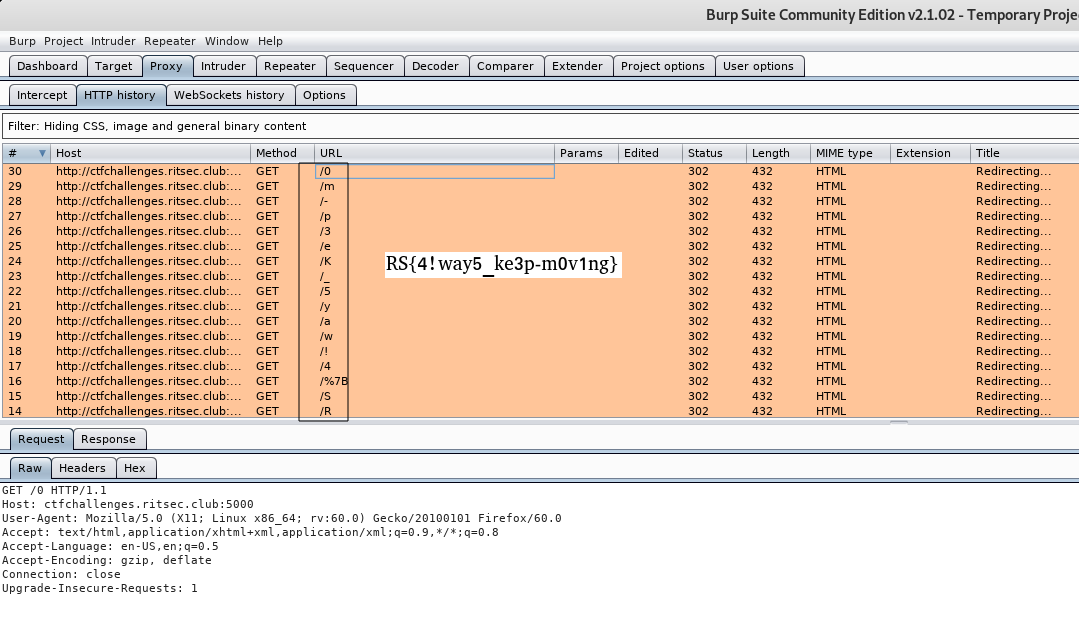 Burp Suite Community Edition v2.1.02 - Temporary Proje
Burp Project Intruder Repeater Window Help
Dashboard Target Proxy Intruder Repeater Sequencer Decoder Comparer Extender Project options User options
Intercept HTTP history WebSockets history Options
Filter: Hiding CSS, image and general binary content
# Host Method URL Params Edited Status Length MIME type Extension Title
30 http://ctfchallenges.ritsec.club:... GET /0 302 432 HTML Redirecting...
29 http://ctfchallenges.ritsec.club:... GET /m 302 432 HTML Redirecting...
28 http://ctfchallenges.ritsec.club:... GET /- 302 432 HTML Redirecting...
27 http://ctfchallenges.ritsec.club:... GET /p 302 432 HTML Redirecting...
26 http://ctfchallenges.ritsec.club:... GET /3 302 432 HTML Redirecting...
25 http://ctfchallenges.ritsec.club:... GET /e 302 432 HTML Redirecting...
24 http://ctfchallenges.ritsec.club:... GET /K 302 432 HTML Redirecting...
RS{4!way5_ke3p-m0v1ng}
23 http://ctfchallenges.ritsec.club:... GET /_ 302 432 HTML Redirecting...
22 http://ctfchallenges.ritsec.club:... GET /5 302 432 HTML Redirecting...
21 http://ctfchallenges.ritsec.club:... GET /y 302 432 HTML Redirecting...
20 http://ctfchallenges.ritsec.club:... GET /a 302 432 HTML Redirecting...
19 http://ctfchallenges.ritsec.club:... GET /w 302 432 HTML Redirecting...
18 http://ctfchallenges.ritsec.club:... GET /! 302 432 HTML Redirecting...
17 http://ctfchallenges.ritsec.club:... GET /4 302 432 HTML Redirecting...
16 http://ctfchallenges.ritsec.club:... GET /%7B 302 432 HTML Redirecting...
15 http://ctfchallenges.ritsec.club:... GET /S 302 432 HTML Redirecting...
14 http://ctfchallenges.ritsec.club:... GET /R 302 432 HTML Redirecting...
Request Response
Raw Headers Hex
GET /0 HTTP/1.1
Host: ctfchallenges.ritsec.club:5000
User-Agent: Mozilla/5.0 (X11; Linux x86_64; rv:60.0) Gecko/20100101 Firefox/60.0
Accept: text/html,application/xhtml+xml,application/xml;q=0.9,*/*;q=0.8
Accept-Language: en-US,en;q=0.5
Accept-Encoding: gzip, deflate
Connection: close
Upgrade-Insecure-Requests: 1